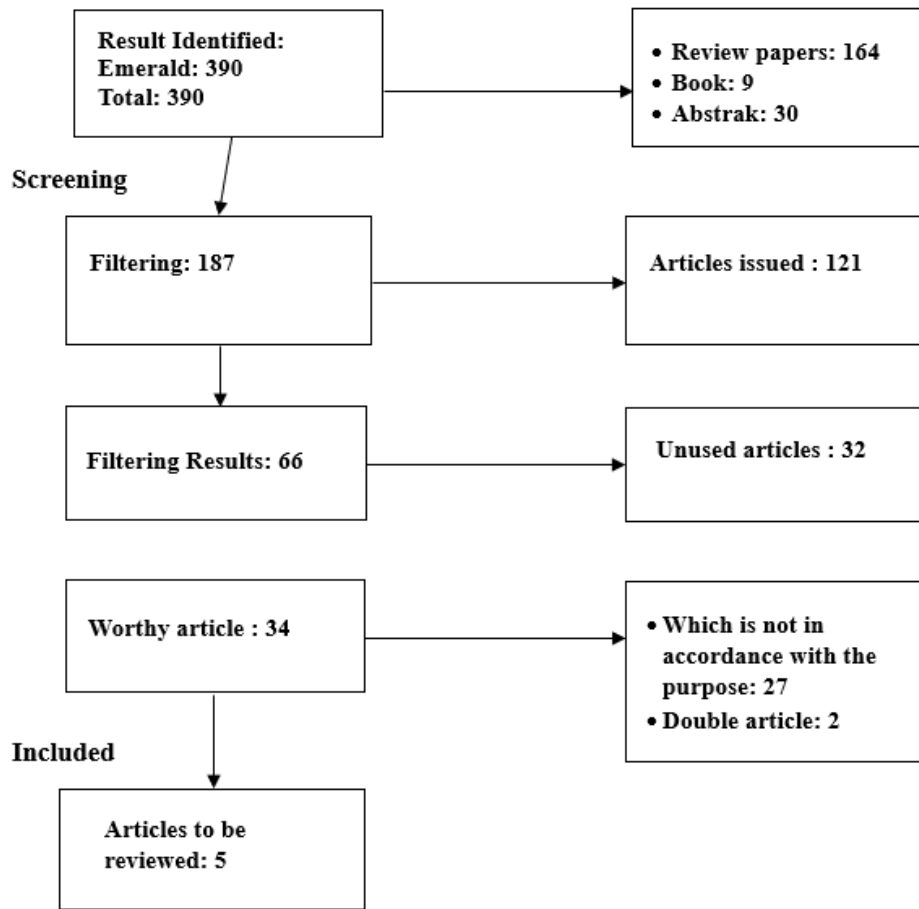 Result Identified:
Emerald: 390
Total: 390
• Review papers: 164
• Book: 9
• Abstrak: 30
Screening
Filtering: 187
Articles issued : 121
Filtering Results: 66
Unused articles : 32
Worthy article : 34
• Which is not in
accordance with the
purpose: 27
• Double article: 2
Included
Articles to be
reviewed: 5